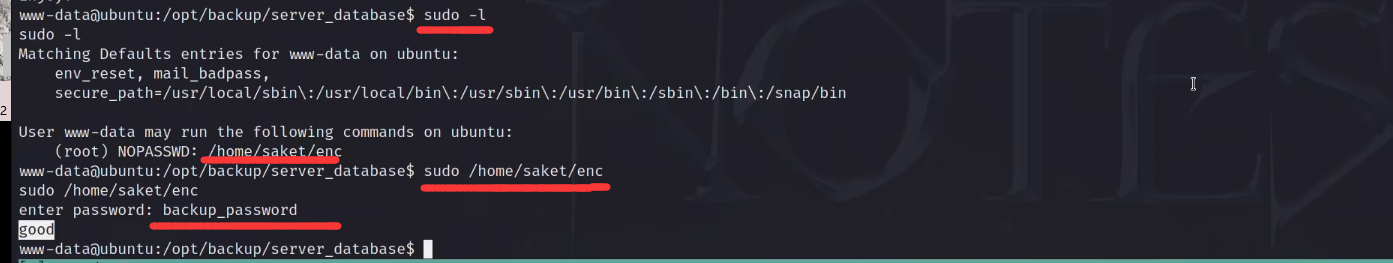 www-data@ubuntu:/opt/backup/server_database$ sudo -l
sudo -l
Matching Defaults entries for www-data on ubuntu:
    env_reset, mail_badpass,
    secure_path=/usr/local/sbin\:/usr/local/bin\:/usr/sbin\:/usr/bin\:/sbin\:/bin\:/snap/bin

User www-data may run the following commands on ubuntu:
    (root) NOPASSWD: /home/saket/enc
www-data@ubuntu:/opt/backup/server_database$ sudo /home/saket/enc
sudo /home/saket/enc
enter password: backup_password
good
www-data@ubuntu:/opt/backup/server_database$
2
NOTES